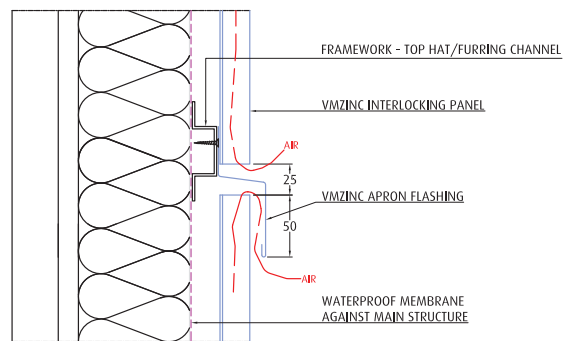 FRAMEWORK - TOP HAT/FURRING CHANNEL
VMZINC INTERLOCKING PANEL
AIR
25
VMZINC APRON FLASHING
50
AIR
WATERPROOF MEMBRANE
AGAINST MAIN STRUCTURE